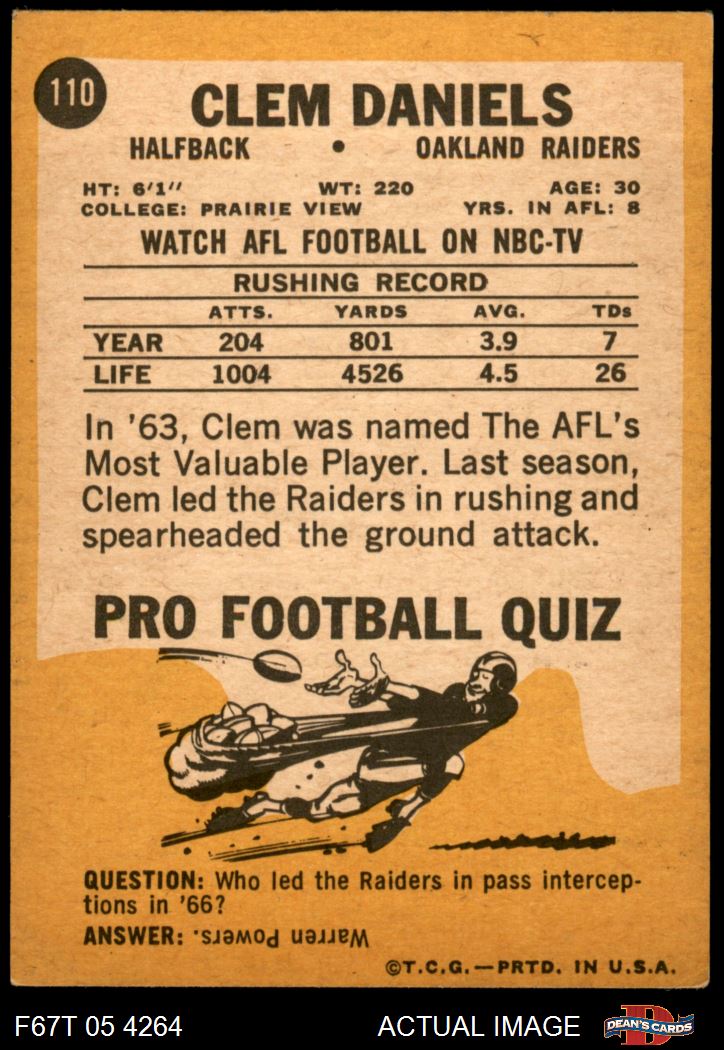 110
CLEM DANIELS
HALFBACK • OAKLAND RAIDERS
HT: 6'1" WT: 220 AGE: 30
COLLEGE: PRAIRIE VIEW YRS. IN AFL: 8
WATCH AFL FOOTBALL ON NBC-TV
RUSHING RECORD
ATTS. YARDS AVG. TDs
YEAR 204 801 3.9 7
LIFE 1004 4526 4.5 26
In '63, Clem was named The AFL's
Most Valuable Player. Last season,
Clem led the Raiders in rushing and
spearheaded the ground attack.
PRO FOOTBALL QUIZ
QUESTION: Who led the Raiders in pass intercep-
tions in '66?
ANSWER: Warren Powers.
©T.C.G.—PRTD. IN U.S.A.
F67T 05 4264 ACTUAL IMAGE D DEAN'S CARDS